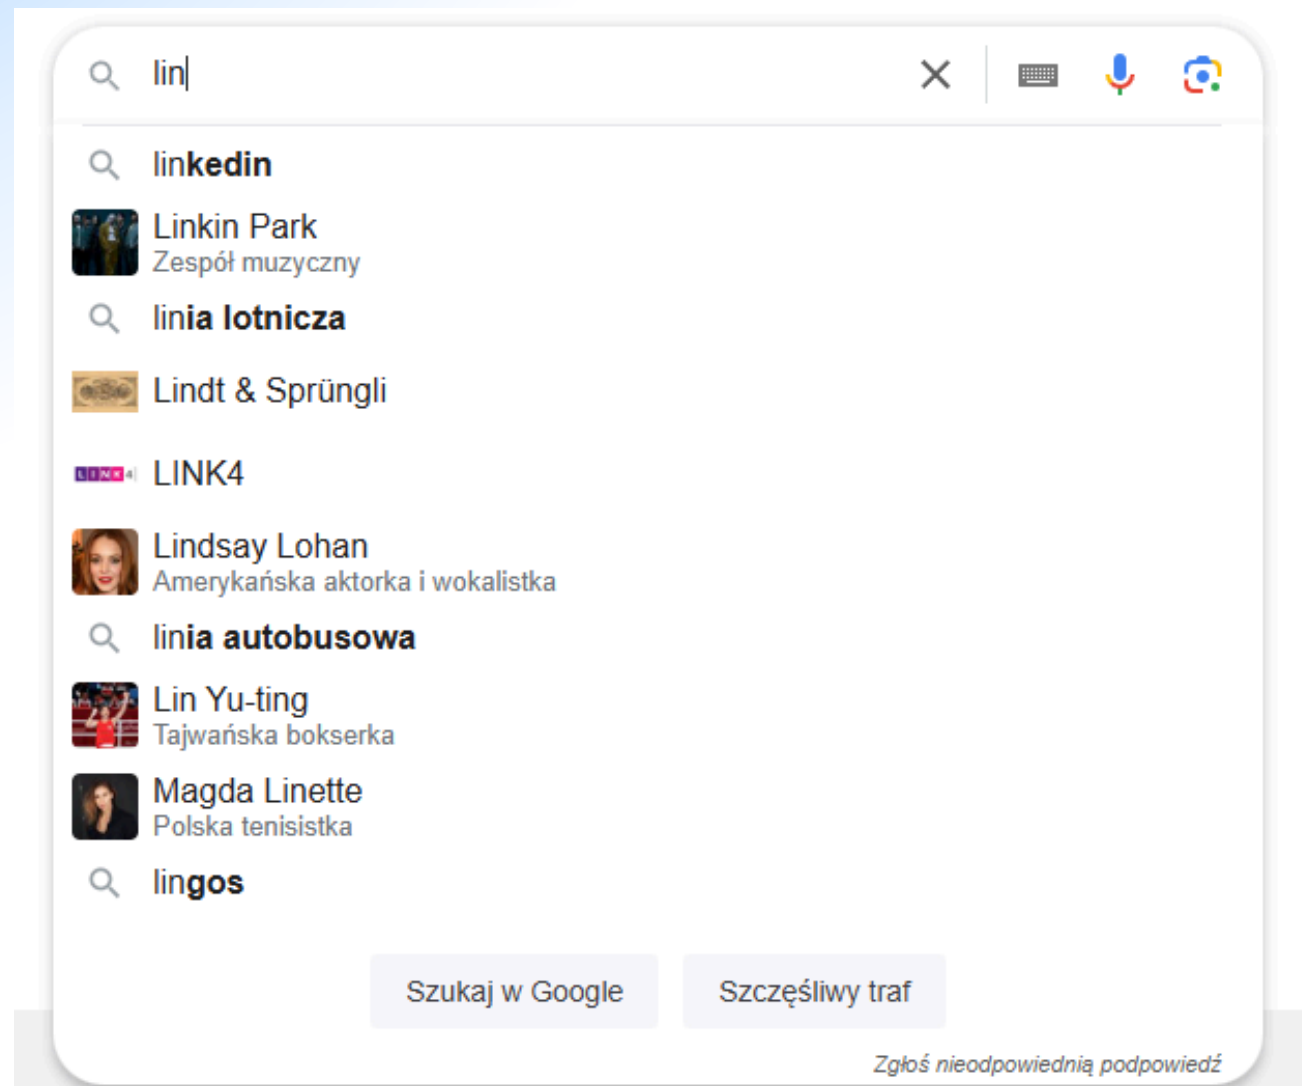 lin
linkedin
Linkin Park
Zespół muzyczny
linia lotnicza
Lindt & Sprüngli
LINK4
LINK4
Lindsay Lohan
Amerykańska aktorka i wokalistka
linia autobusowa
Lin Yu-ting
Tajwańska bokserka
Magda Linette
Polska tenisistka
lingos
Szukaj w Google
Szczęśliwy traf
Zgłoś nieodpowiednią podpowiedź